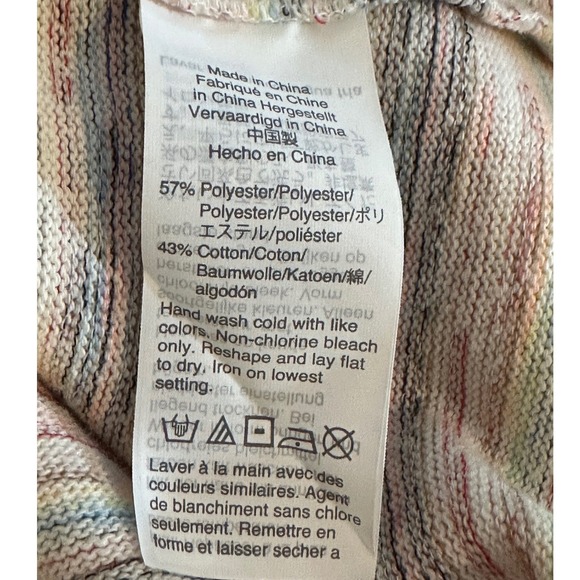 Made in China
Fabriqué en Chine
in China Hergestellt
Vervaardigd in China
中国製
Hecho en China
57% Polyester/Polyester/
Polyester/Polyester/ポリ
エステル/poliéster
43% Cotton/Coton/
Baumwolle/Katoen/綿/
algodón
Hand wash cold with like
colors. Non-chlorine bleach
only. Reshape and lay flat
to dry. Iron on lowest
setting.
Laver à la main avec des
couleurs similaires. Agent
de blanchiment sans chlore
seulement. Remettre en
forme et laisser secher a